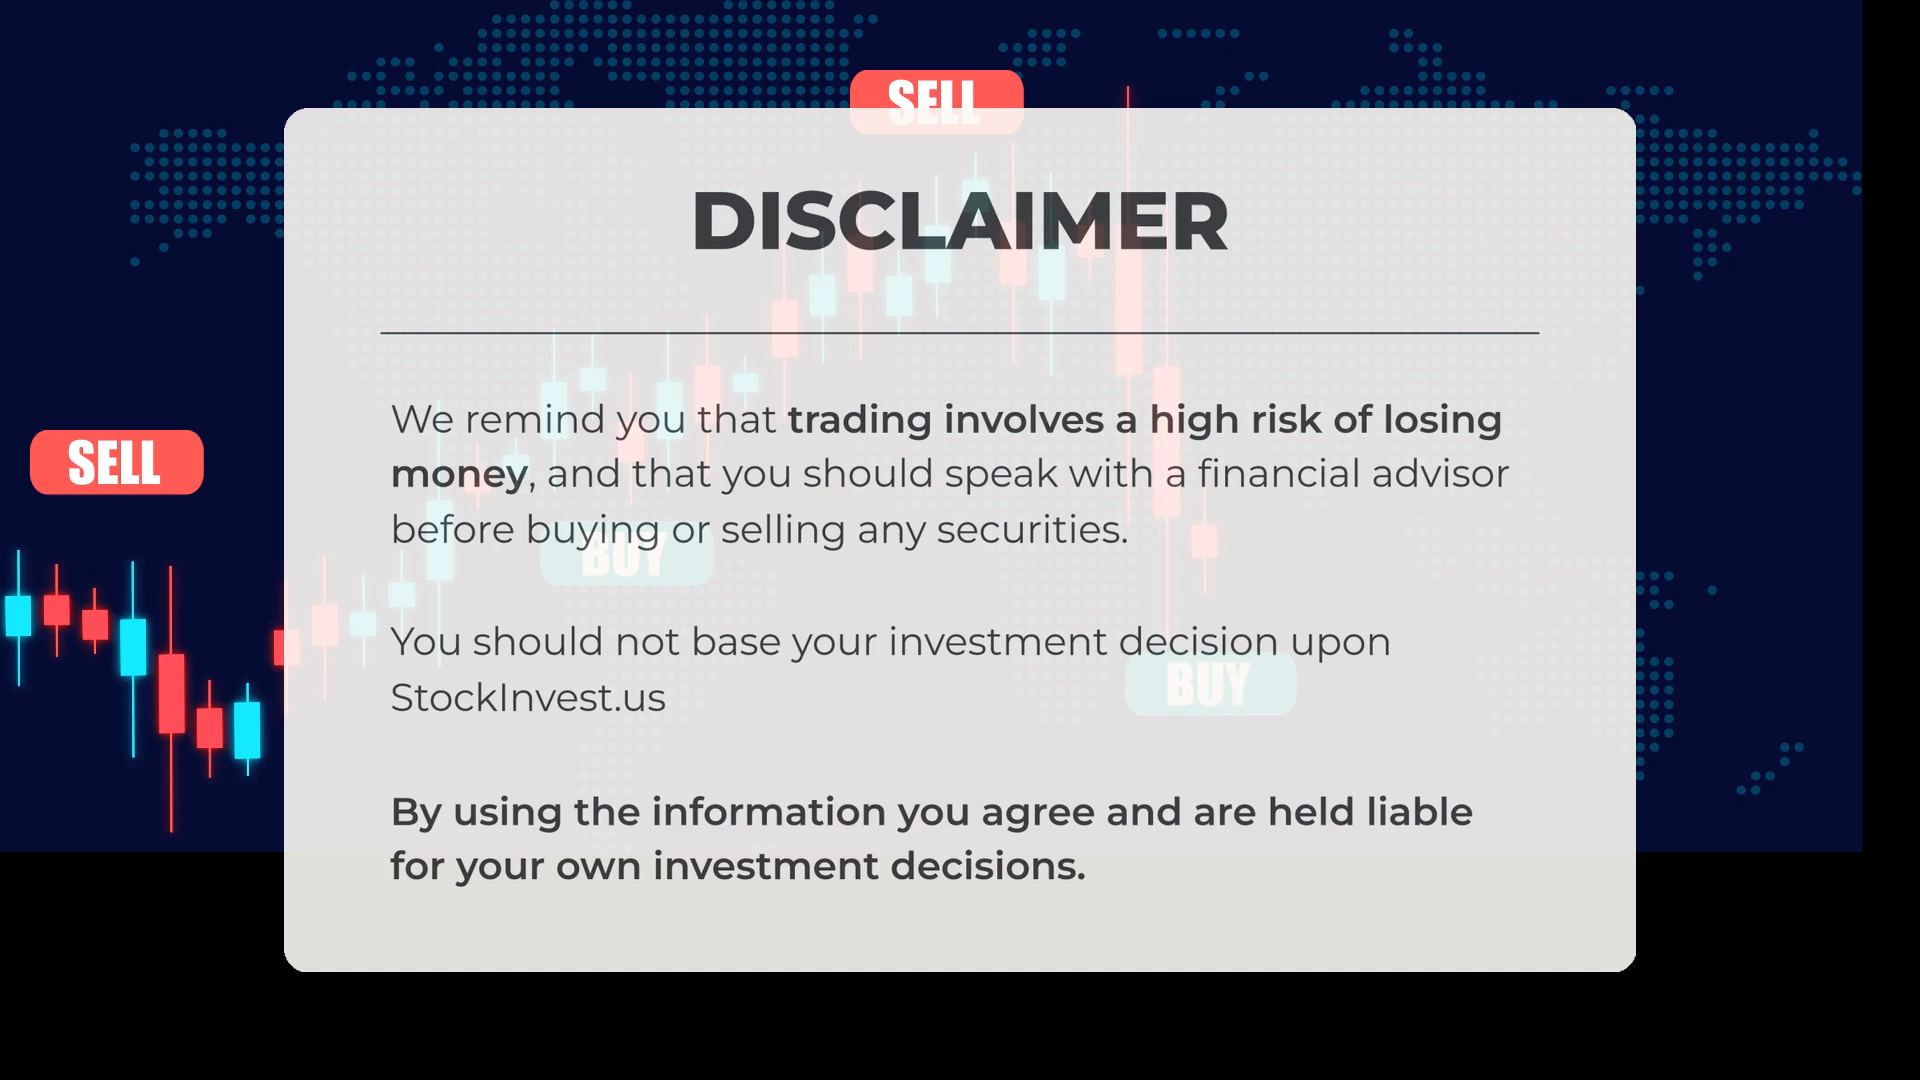 SELL
DISCLAIMER
We remind you that trading involves a high risk of losing
money, and that you should speak with a financial advisor
before buying or selling any securities.
SELL
BUY
You should not base your investment decision upon
StockInvest.us
BUY
By using the information you agree and are held liable
for your own investment decisions.